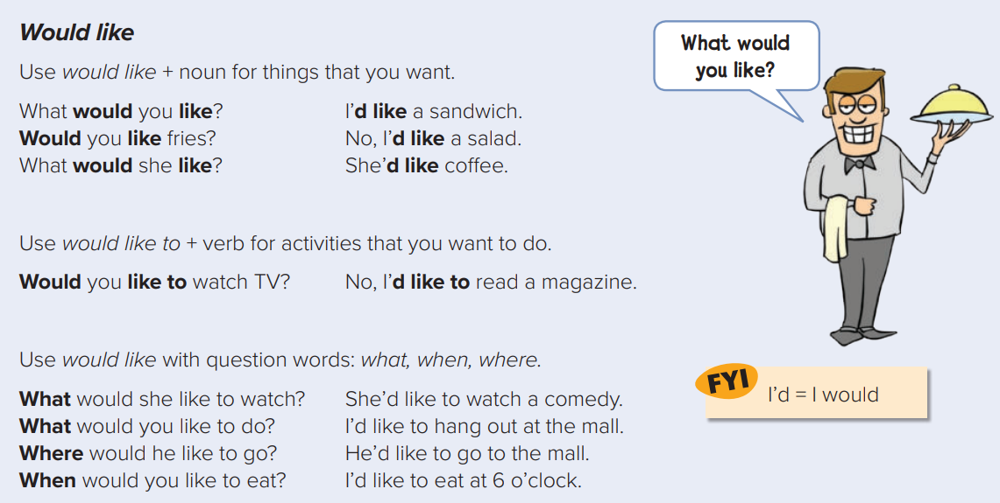 Would like
Use would like + noun for things that you want.
What would you like? I'd like a sandwich.
Would you like fries? No, I'd like a salad.
What would she like? She'd like coffee.
Use would like to + verb for activities that you want to do.
Would you like to watch TV? No, I'd like to read a magazine.
Use would like with question words: what, when, where.
What would she like to watch? She'd like to watch a comedy.
What would you like to do? I'd like to hang out at the mall.
Where would he like to go? He'd like to go to the mall.
When would you like to eat? I'd like to eat at 6 o'clock.
What would
you like?
FYI
I'd = I would